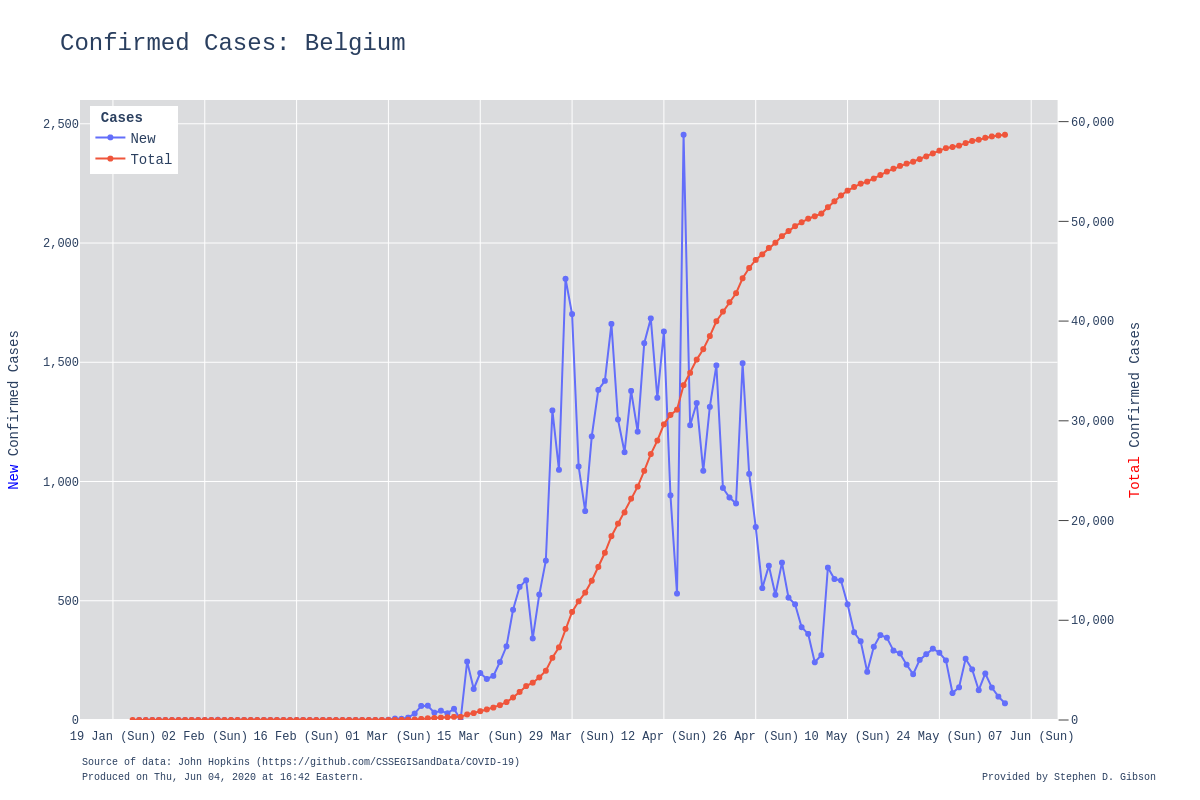 Confirmed Cases: Belgium
Cases
New
Total
2,500
2,000
1,500
1,000
500
0
60,000
50,000
40,000
30,000
20,000
10,000
0
New Confirmed Cases
Total Confirmed Cases
19 Jan (Sun) 02 Feb (Sun) 16 Feb (Sun) 01 Mar (Sun) 15 Mar (Sun) 29 Mar (Sun) 12 Apr (Sun) 26 Apr (Sun) 10 May (Sun) 24 May (Sun) 07 Jun (Sun)
Source of data: John Hopkins (https://github.com/CSSEGISandData/COVID-19)
Produced on Thu, Jun 04, 2020 at 16:42 Eastern.
Provided by Stephen D. Gibson